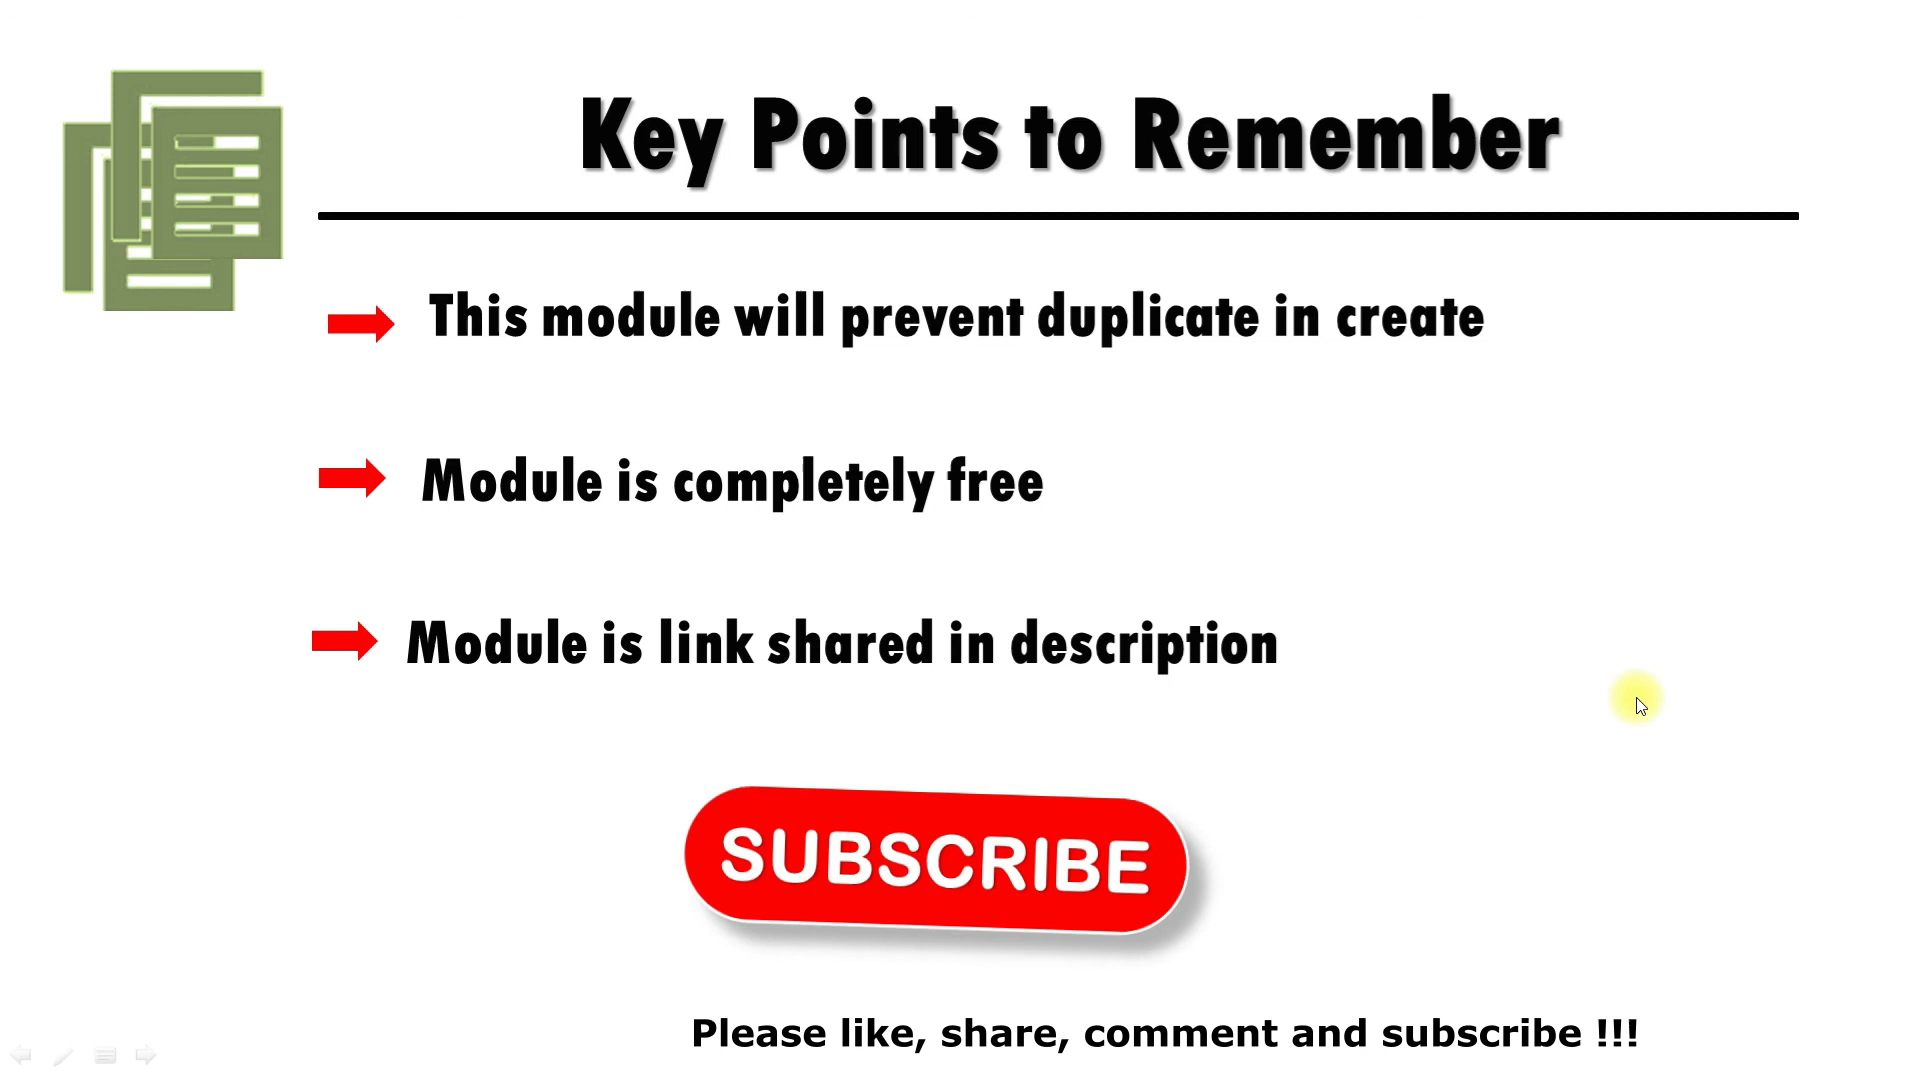 Key Points to Remember
This module will prevent duplicate in create
Module is completely free
Module is link shared in description
SUBSCRIBE
Please like, share, comment and subscribe !!!